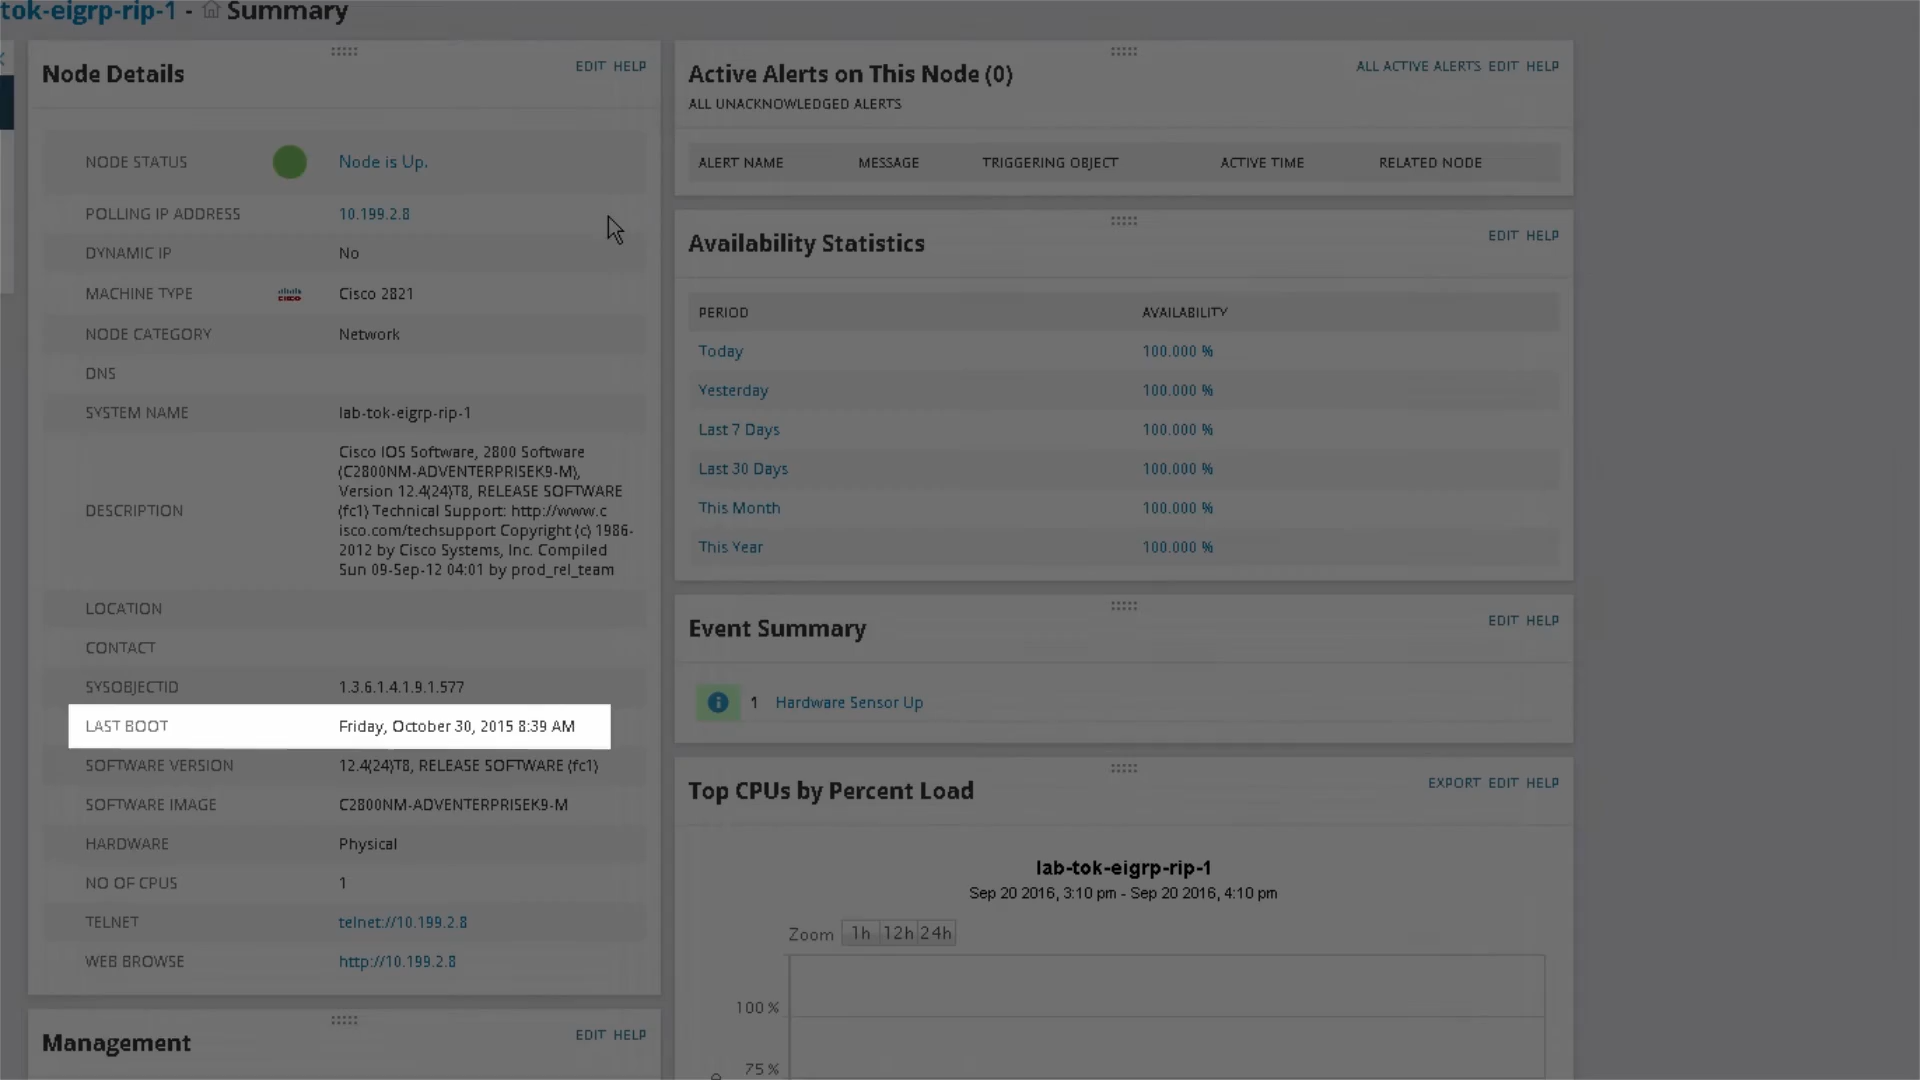 tok-eigrp-rip-1 - Summary
Node Details
EDIT HELP
NODE STATUS Node is Up.
POLLING IP ADDRESS 10.199.2.8
DYNAMIC IP No
MACHINE TYPE CISCO Cisco 2821
NODE CATEGORY Network
DNS
SYSTEM NAME lab-tok-eigrp-rip-1
DESCRIPTION
Cisco IOS Software, 2800 Software
(C2800NM-ADVENTERPRISEK9-M),
Version 12.4(24)T8, RELEASE SOFTWARE
(fc1) Technical Support: http://www.c
isco.com/techsupport Copyright (c) 1986-
2012 by Cisco Systems, Inc. Compiled
Sun 09-Sep-12 04:01 by prod_rel_team
LOCATION
CONTACT
SYSOBJECTID 1.3.6.1.4.1.9.1.577
LAST BOOT Friday, October 30, 2015 8:39 AM
SOFTWARE VERSION 12.4(24)T8, RELEASE SOFTWARE (fc1)
SOFTWARE IMAGE C2800NM-ADVENTERPRISEK9-M
HARDWARE Physical
NO OF CPUS 1
TELNET telnet://10.199.2.8
WEB BROWSE http://10.199.2.8
Management
EDIT HELP
Active Alerts on This Node (0)
ALL ACTIVE ALERTS EDIT HELP
ALL UNACKNOWLEDGED ALERTS
ALERT NAME MESSAGE TRIGGERING OBJECT ACTIVE TIME RELATED NODE
Availability Statistics
EDIT HELP
PERIOD AVAILABILITY
Today 100.000 %
Yesterday 100.000 %
Last 7 Days 100.000 %
Last 30 Days 100.000 %
This Month 100.000 %
This Year 100.000 %
Event Summary
EDIT HELP
1 Hardware Sensor Up
Top CPUs by Percent Load
EXPORT EDIT HELP
lab-tok-eigrp-rip-1
Sep 20 2016, 3:10 pm - Sep 20 2016, 4:10 pm
Zoom 1h 12h 24h
100 %
75 %